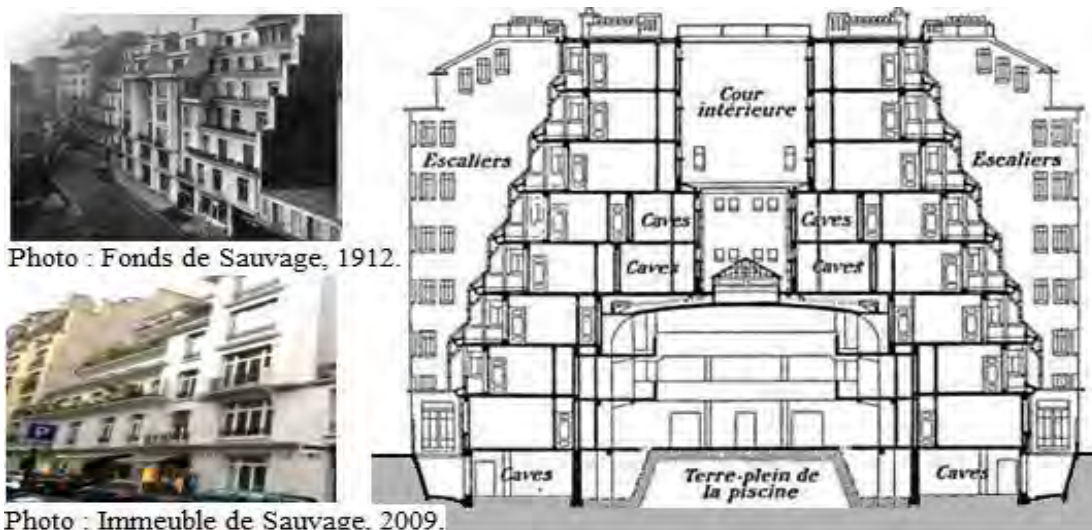 Photo : Fonds de Sauvage, 1912.
P
Photo : Immeuble de Sauvage, 2009.
Cour
intérieure
Escaliers
Escaliers
Caves
Caves
Caves
Caves
Caves
Terre-plein de
la piscine
Caves